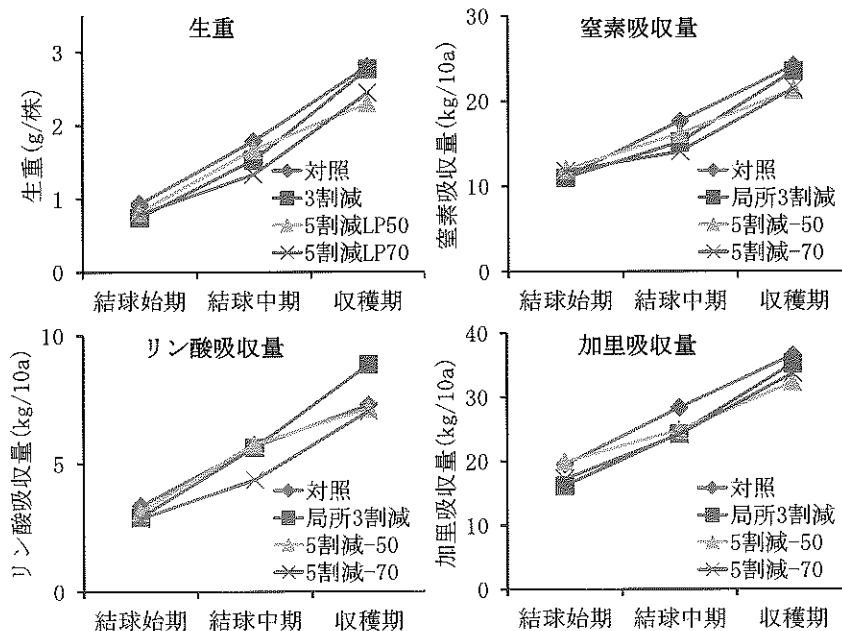 生重
生重(g/株)
3
2
1
0
対照
3割減
5割減LP50
5割減LP70
結球始期 結球中期 収穫期
窒素吸収量
窒素吸収量(kg/10a)
30
20
10
0
対照
局所3割減
5割減-50
5割減-70
結球始期 結球中期 収穫期
リン酸吸収量
リン酸吸収量(kg/10a)
10
5
0
対照
局所3割減
5割減-50
5割減-70
結球始期 結球中期 収穫期
加里吸収量
加里吸収量(kg/10a)
40
30
20
10
0
対照
局所3割減
5割減-50
5割減-70
結球始期 結球中期 収穫期